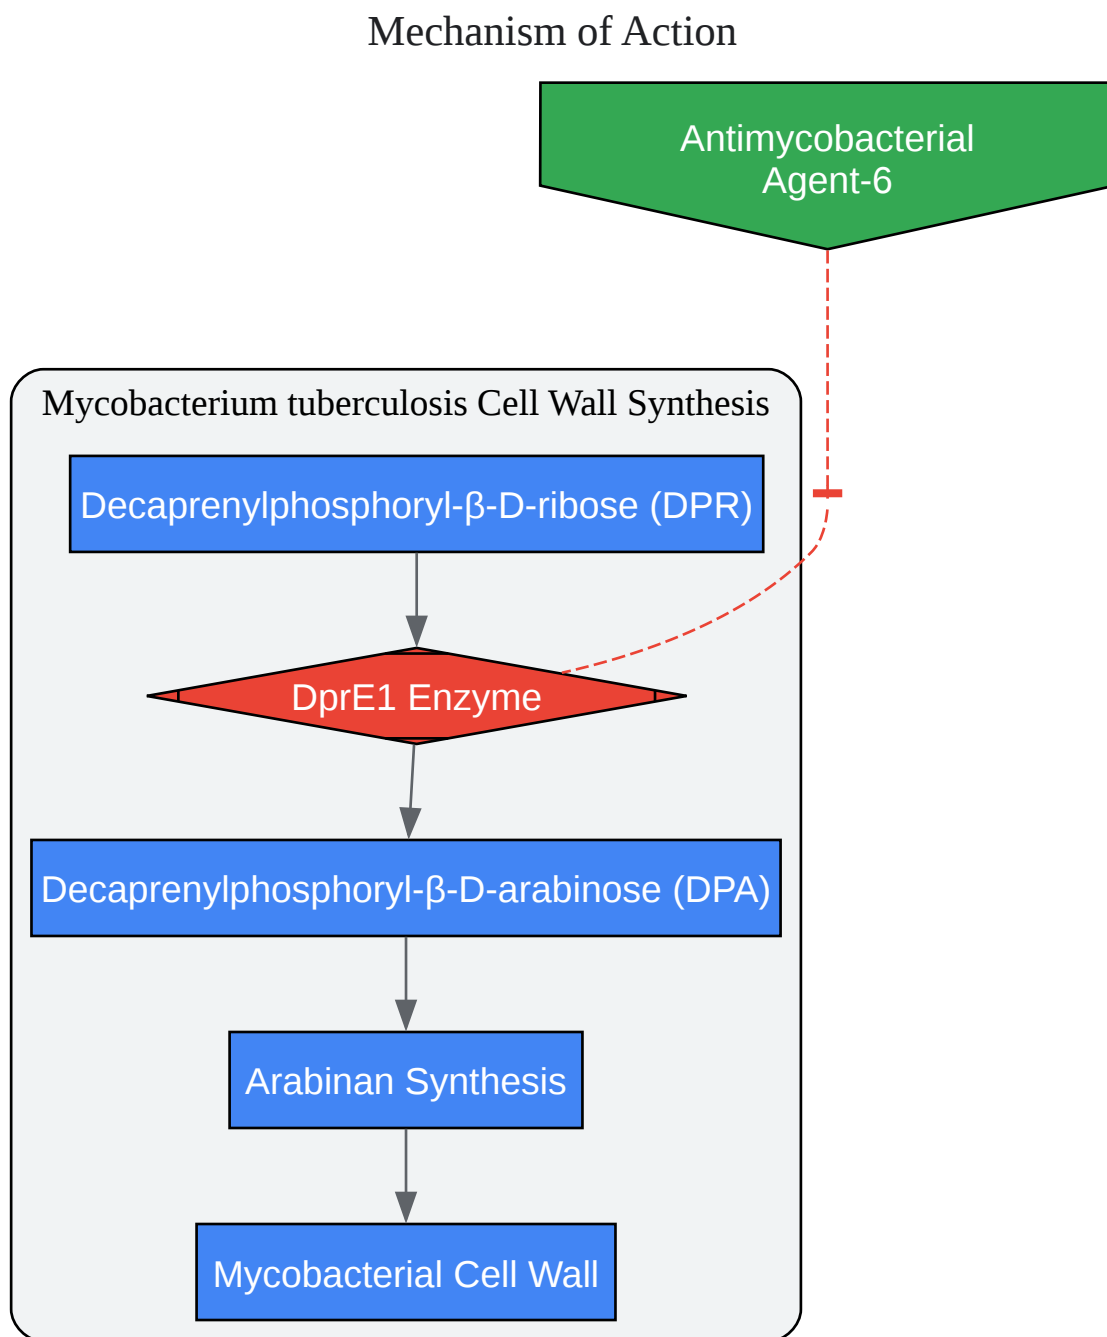 Mechanism of Action
Antimycobacterial
Agent-6
Mycobacterium tuberculosis Cell Wall Synthesis
Decaprenylphosphoryl-β-D-ribose (DPR)
DprE1 Enzyme
Decaprenylphosphoryl-β-D-arabinose (DPA)
Arabinan Synthesis
Mycobacterial Cell Wall